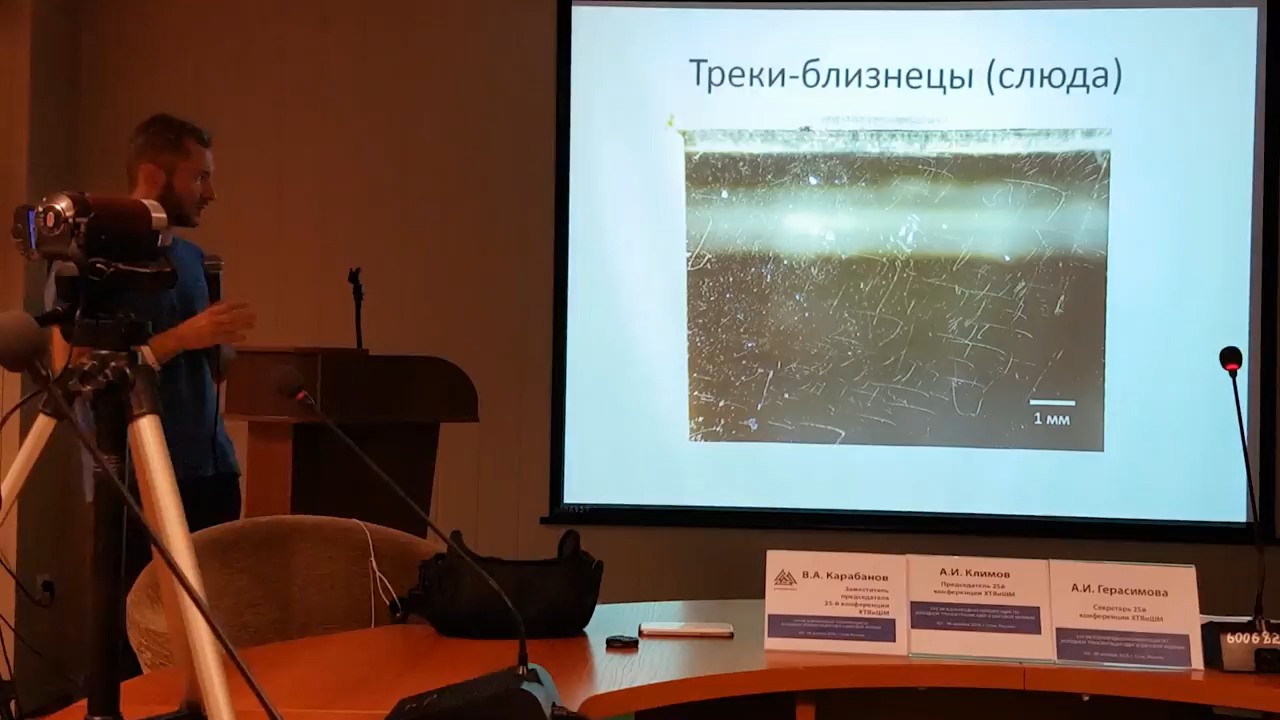 Треки-близнецы (слюда)
1 мм
В.А. Карабанов
Заместитель
председателя
25-й конференции
ХТЯиШМ
А.И. Климов
Председатель 25й
конференции ХТЯиШМ
А.И. Герасимова
Секретарь 25й
конференции ХТЯиШМ
600682